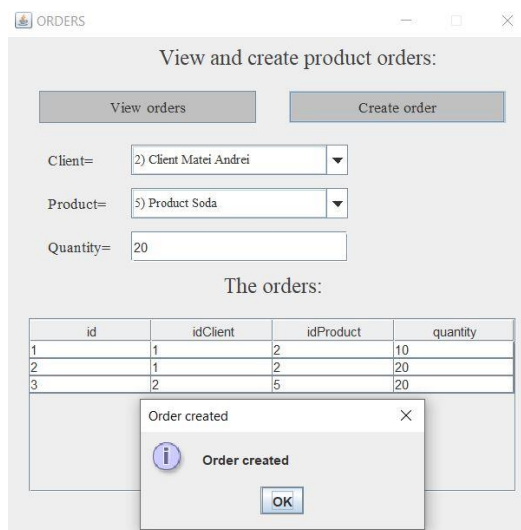 ORDERS
View and create product orders:
View orders Create order
Client= 2) Client Matei Andrei
Product= 5) Product Soda
Quantity= 20
The orders:
id idClient idProduct quantity
1 1 2 10
2 1 2 20
3 2 5 20
Order created
Order created
OK